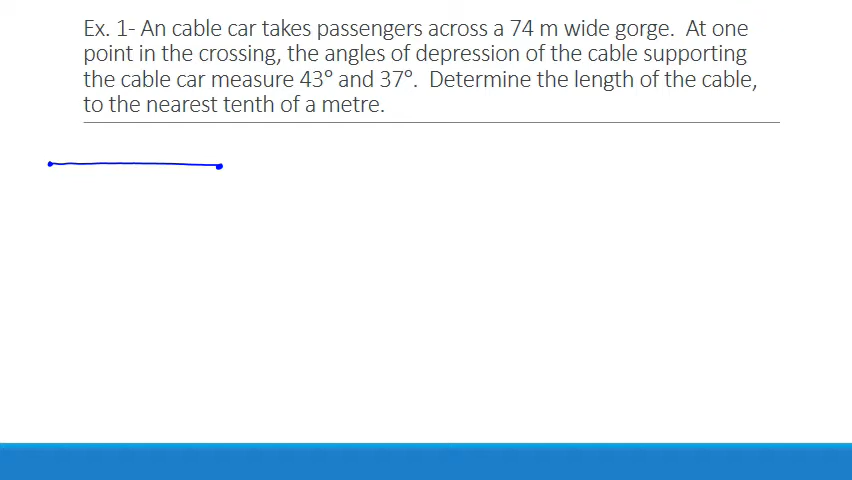 Ex. 1- An cable car takes passengers across a 74 m wide gorge.  At one
point in the crossing, the angles of depression of the cable supporting
the cable car measure 43° and 37°.  Determine the length of the cable,
to the nearest tenth of a metre.